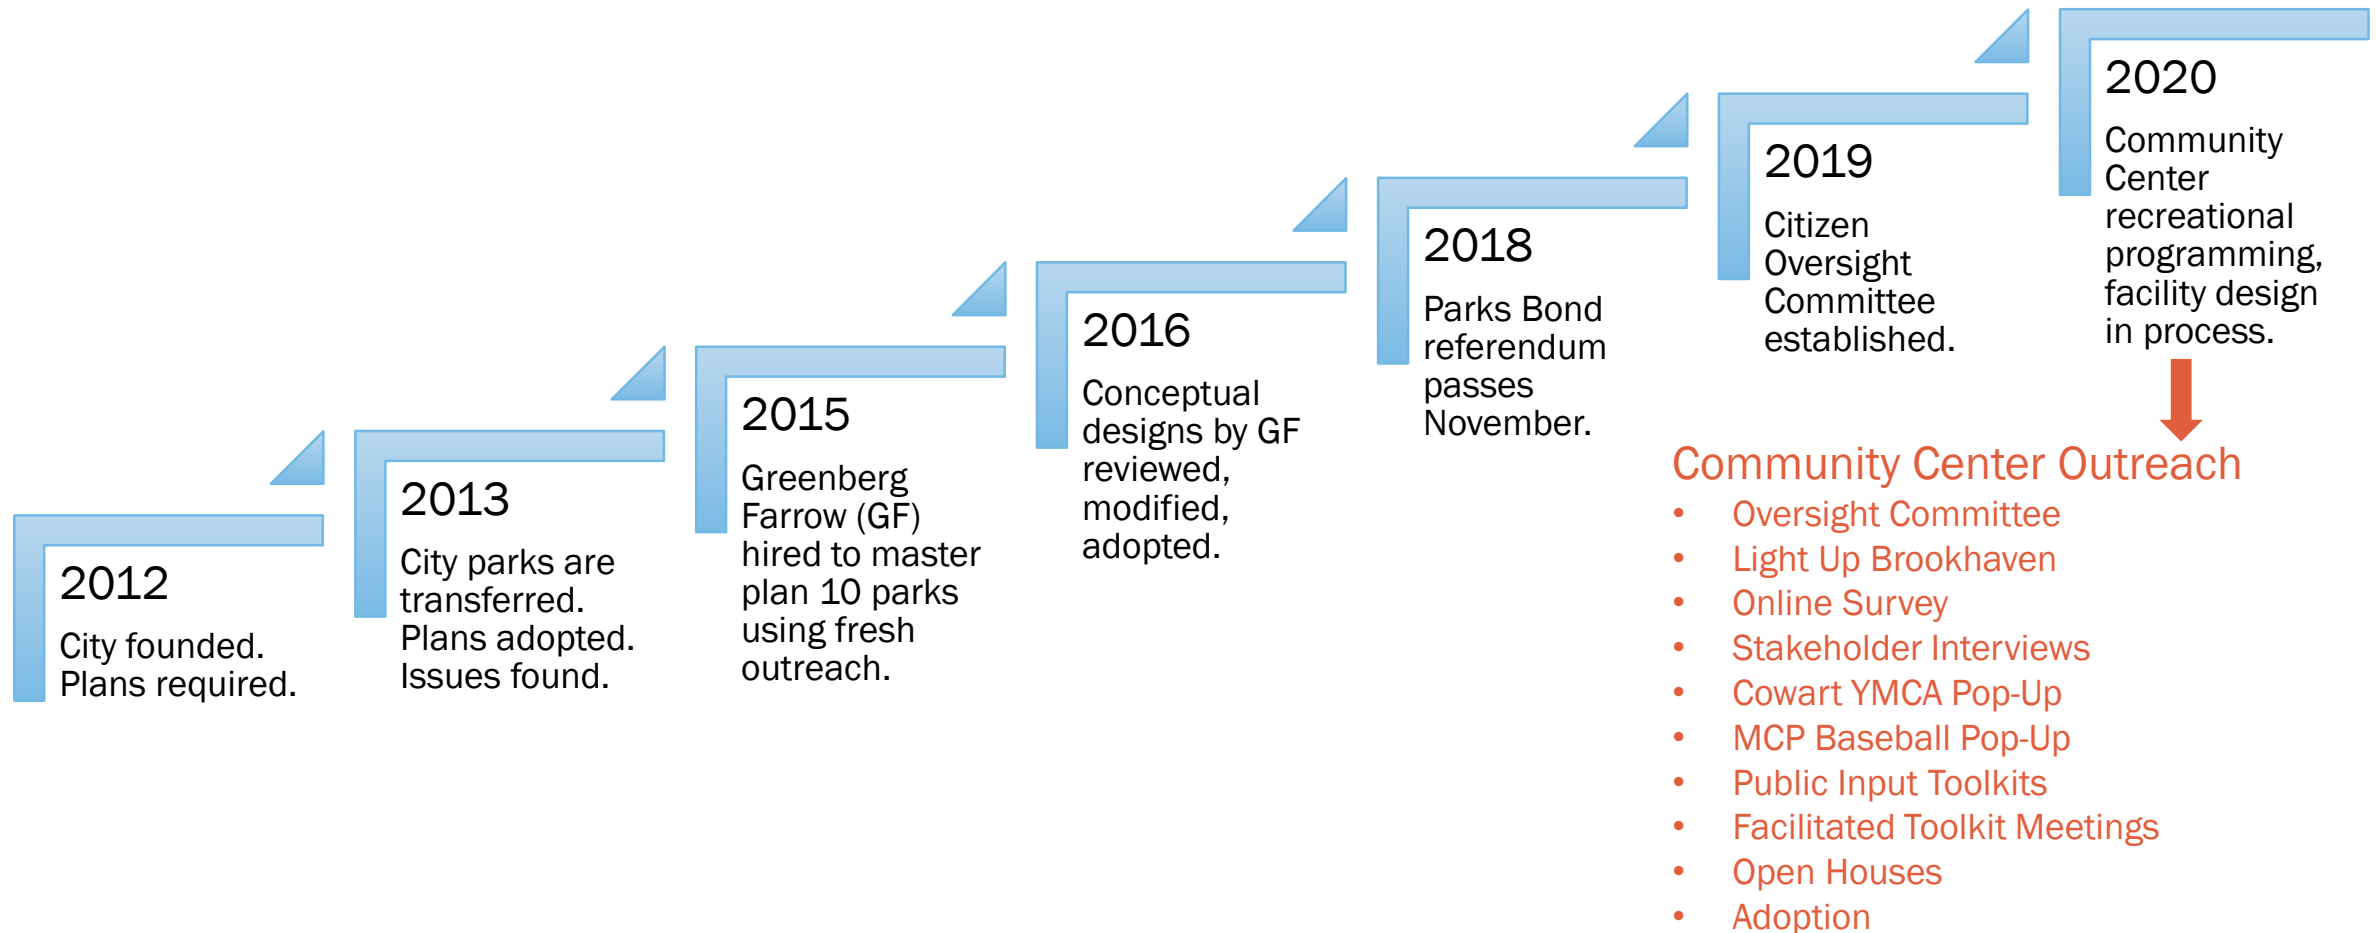 2012
City founded.
Plans required.
2013
City parks are
transferred.
Plans adopted.
Issues found.
2015
Greenberg
Farrow (GF)
hired to master
plan 10 parks
using fresh
outreach.
2016
Conceptual
designs by GF
reviewed,
modified,
adopted.
2018
Parks Bond
referendum
passes
November.
2019
Citizen
Oversight
Committee
established.
2020
Community
Center
recreational
programming,
facility design
in process.
Community Center Outreach
• Oversight Committee
• Light Up Brookhaven
• Online Survey
• Stakeholder Interviews
• Cowart YMCA Pop-Up
• MCP Baseball Pop-Up
• Public Input Toolkits
• Facilitated Toolkit Meetings
• Open Houses
• Adoption